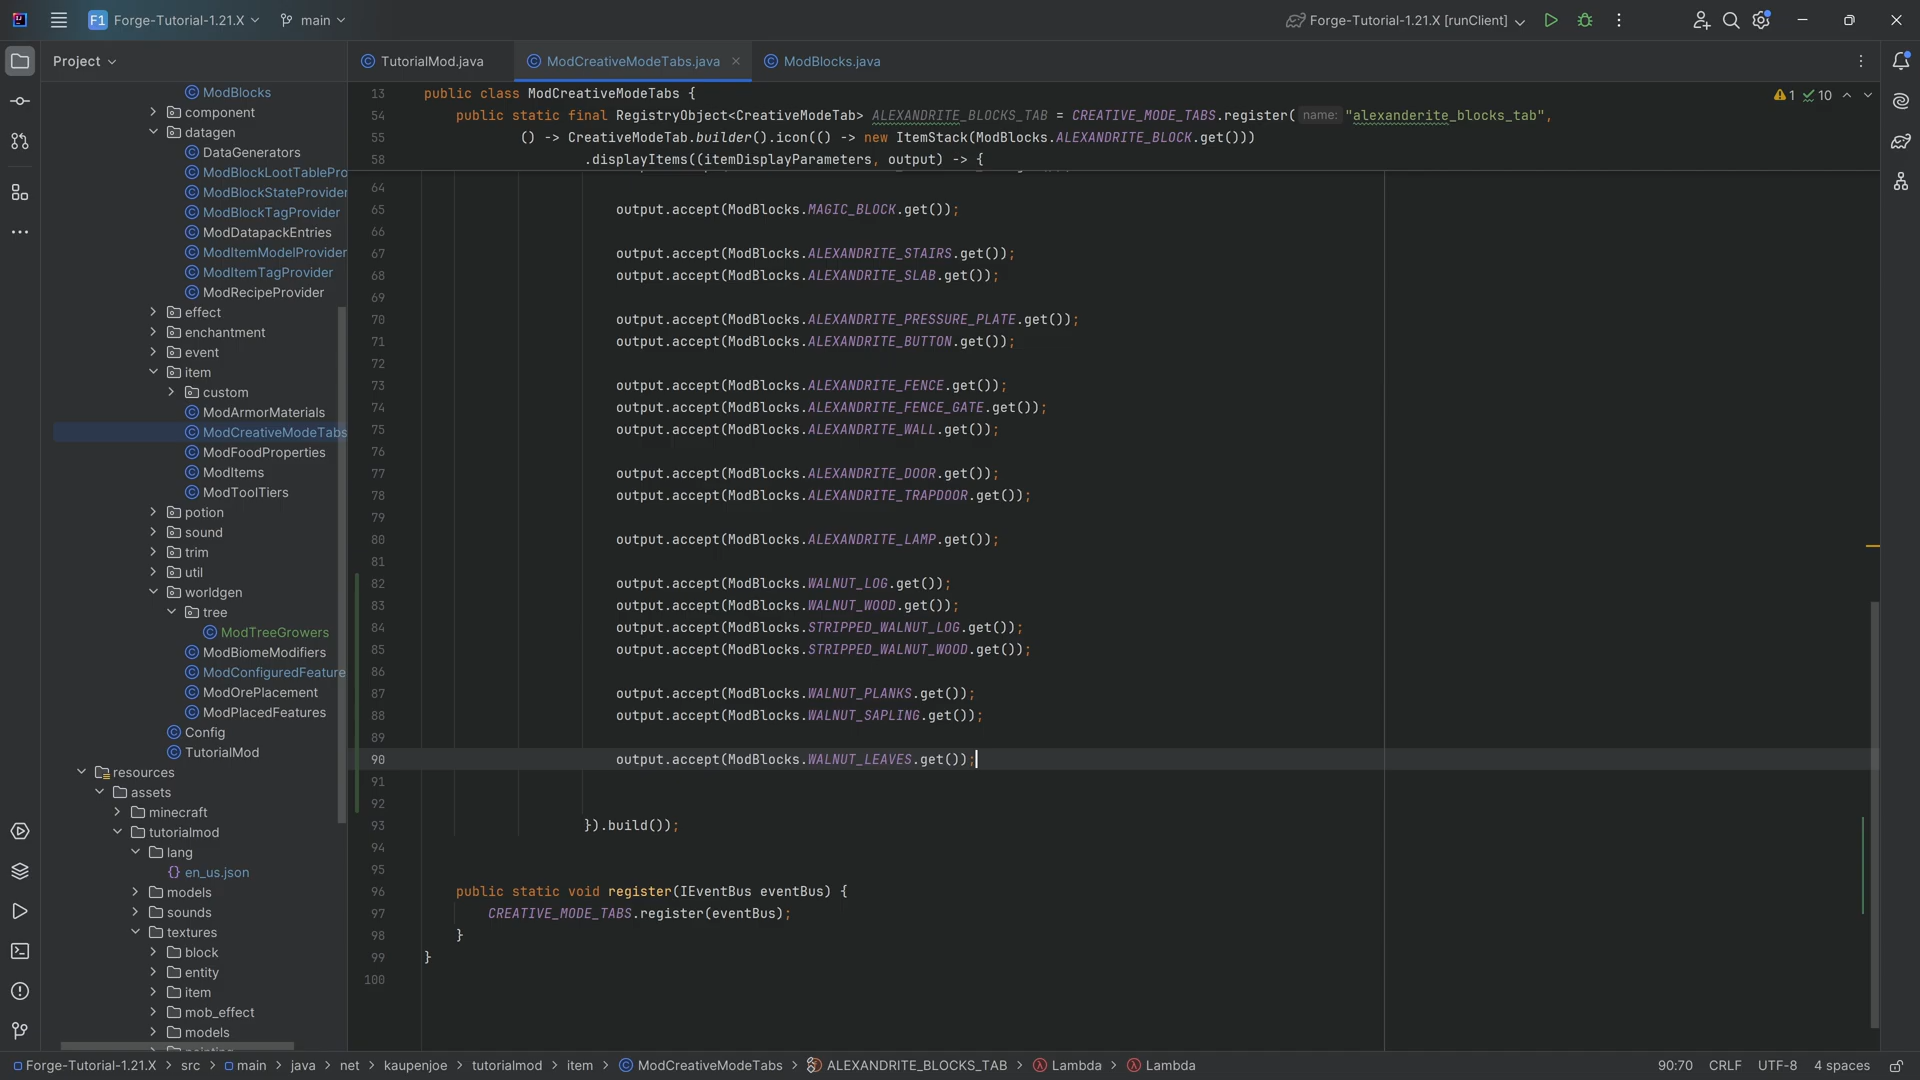 F1 Forge-Tutorial-1.21.X main
Forge-Tutorial-1.21.X [runClient]
Project
TutorialMod.java
ModCreativeModeTabs.java
ModBlocks.java
ModBlocks
component
datagen
DataGenerators
ModBlockLootTablePro
ModBlockStateProvider
ModBlockTagProvider
ModDatapackEntries
ModItemModelProvider
ModItemTagProvider
ModRecipeProvider
effect
enchantment
event
item
custom
ModArmorMaterials
ModCreativeModeTabs
ModFoodProperties
ModItems
ModToolTiers
potion
sound
trim
util
worldgen
tree
ModTreeGrowers
ModBiomeModifiers
ModConfiguredFeature
ModOrePlacement
ModPlacedFeatures
Config
TutorialMod
resources
assets
minecraft
tutorialmod
lang
{} en_us.json
models
sounds
textures
block
entity
item
mob_effect
models
13 public class ModCreativeModeTabs {
54 public static final RegistryObject<CreativeModeTab> ALEXANDRITE_BLOCKS_TAB = CREATIVE_MODE_TABS.register( name: "alexanderite_blocks_tab",
55 () -> CreativeModeTab.builder().icon(() -> new ItemStack(ModBlocks.ALEXANDRITE_BLOCK.get()))
58 .displayItems((itemDisplayParameters, output) -> {
1 10
64
65 output.accept(ModBlocks.MAGIC_BLOCK.get());
66
67 output.accept(ModBlocks.ALEXANDRITE_STAIRS.get());
68 output.accept(ModBlocks.ALEXANDRITE_SLAB.get());
69
70 output.accept(ModBlocks.ALEXANDRITE_PRESSURE_PLATE.get());
71 output.accept(ModBlocks.ALEXANDRITE_BUTTON.get());
72
73 output.accept(ModBlocks.ALEXANDRITE_FENCE.get());
74 output.accept(ModBlocks.ALEXANDRITE_FENCE_GATE.get());
75 output.accept(ModBlocks.ALEXANDRITE_WALL.get());
76
77 output.accept(ModBlocks.ALEXANDRITE_DOOR.get());
78 output.accept(ModBlocks.ALEXANDRITE_TRAPDOOR.get());
79
80 output.accept(ModBlocks.ALEXANDRITE_LAMP.get());
81
82 output.accept(ModBlocks.WALNUT_LOG.get());
83 output.accept(ModBlocks.WALNUT_WOOD.get());
84 output.accept(ModBlocks.STRIPPED_WALNUT_LOG.get());
85 output.accept(ModBlocks.STRIPPED_WALNUT_WOOD.get());
86
87 output.accept(ModBlocks.WALNUT_PLANKS.get());
88 output.accept(ModBlocks.WALNUT_SAPLING.get());
89
90 output.accept(ModBlocks.WALNUT_LEAVES.get());
91
92
93 }).build());
94
95
96 public static void register(IEventBus eventBus) {
97 CREATIVE_MODE_TABS.register(eventBus);
98 }
99 }
100
Forge-Tutorial-1.21.X > src > main > java > net > kaupenjoe > tutorialmod > item > ModCreativeModeTabs > ALEXANDRITE_BLOCKS_TAB > Lambda > Lambda
90:70 CRLF UTF-8 4 spaces